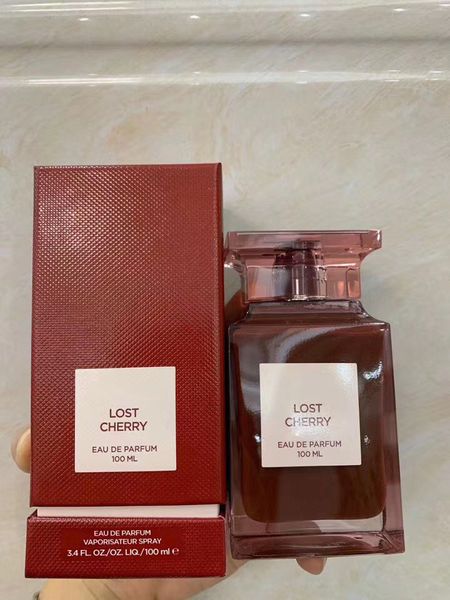 LOST
CHERRY
EAU DE PARFUM
100 ML
EAU DE PARFUM
VAPORISATEUR SPRAY
3.4 FL. OZ/OZ. LIQ./100 ml ℮
LOST
CHERRY
EAU DE PARFUM
100 ML